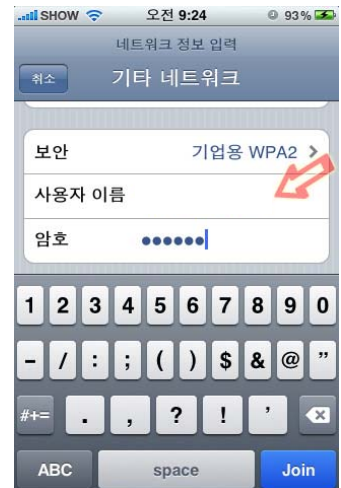 SHOW 오전 9:24 93%
네트워크 정보 입력
취소 기타 네트워크
보안 기업용 WPA2 >
사용자 이름
암호 ●●●●●●
1 2 3 4 5 6 7 8 9 0
- / : ; ( ) $ & @ ”
#+= . , ? ! ’
ABC space Join